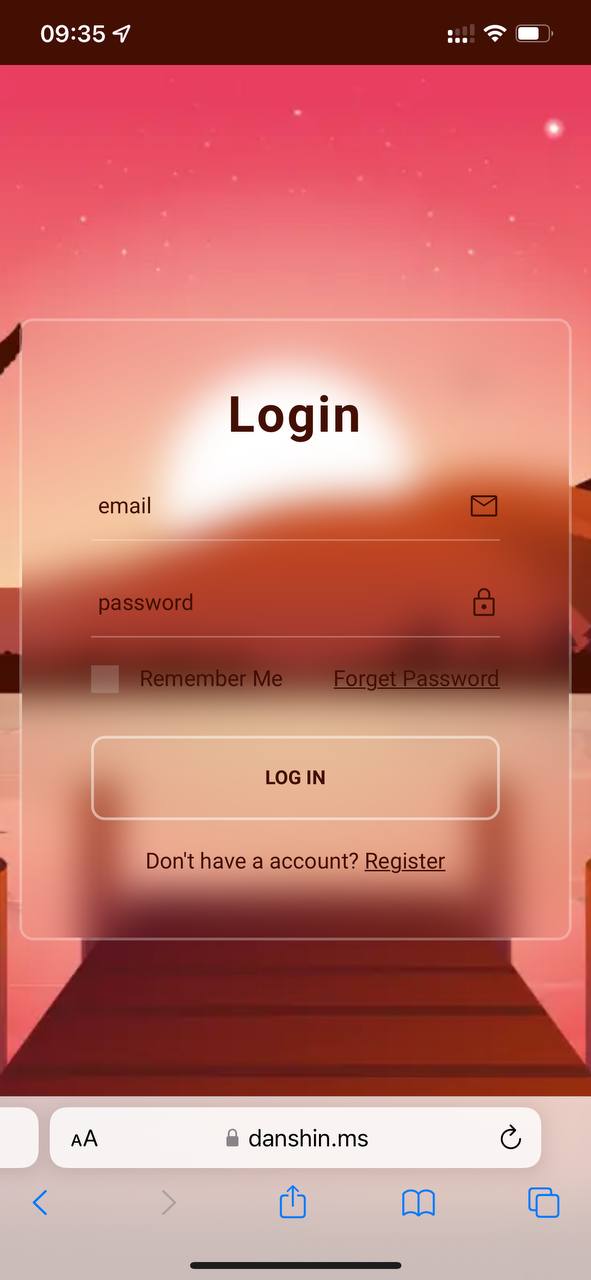 09:35
Login
email
password
Remember Me Forget Password
LOG IN
Don't have a account? Register
AA danshin.ms